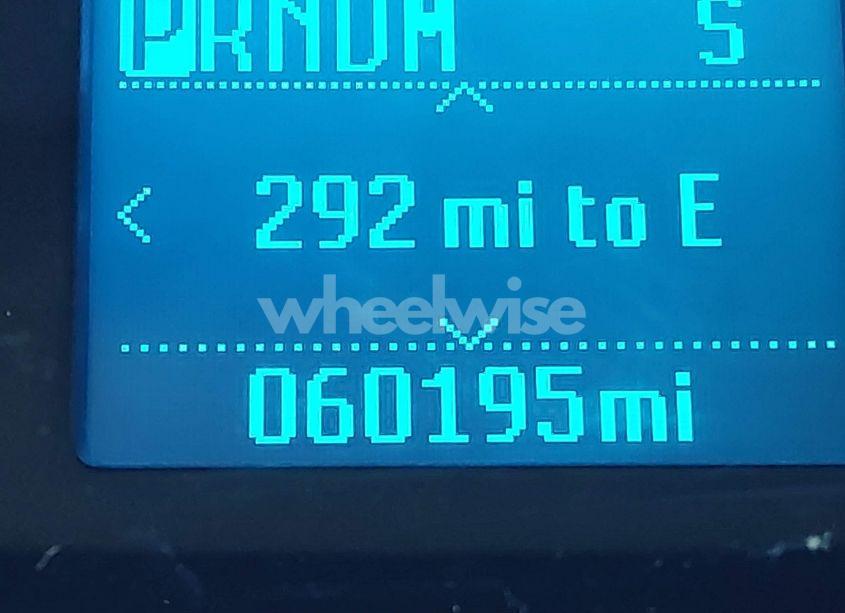 PRNDM S
< 292 mi to E
wheelwise
060195mi